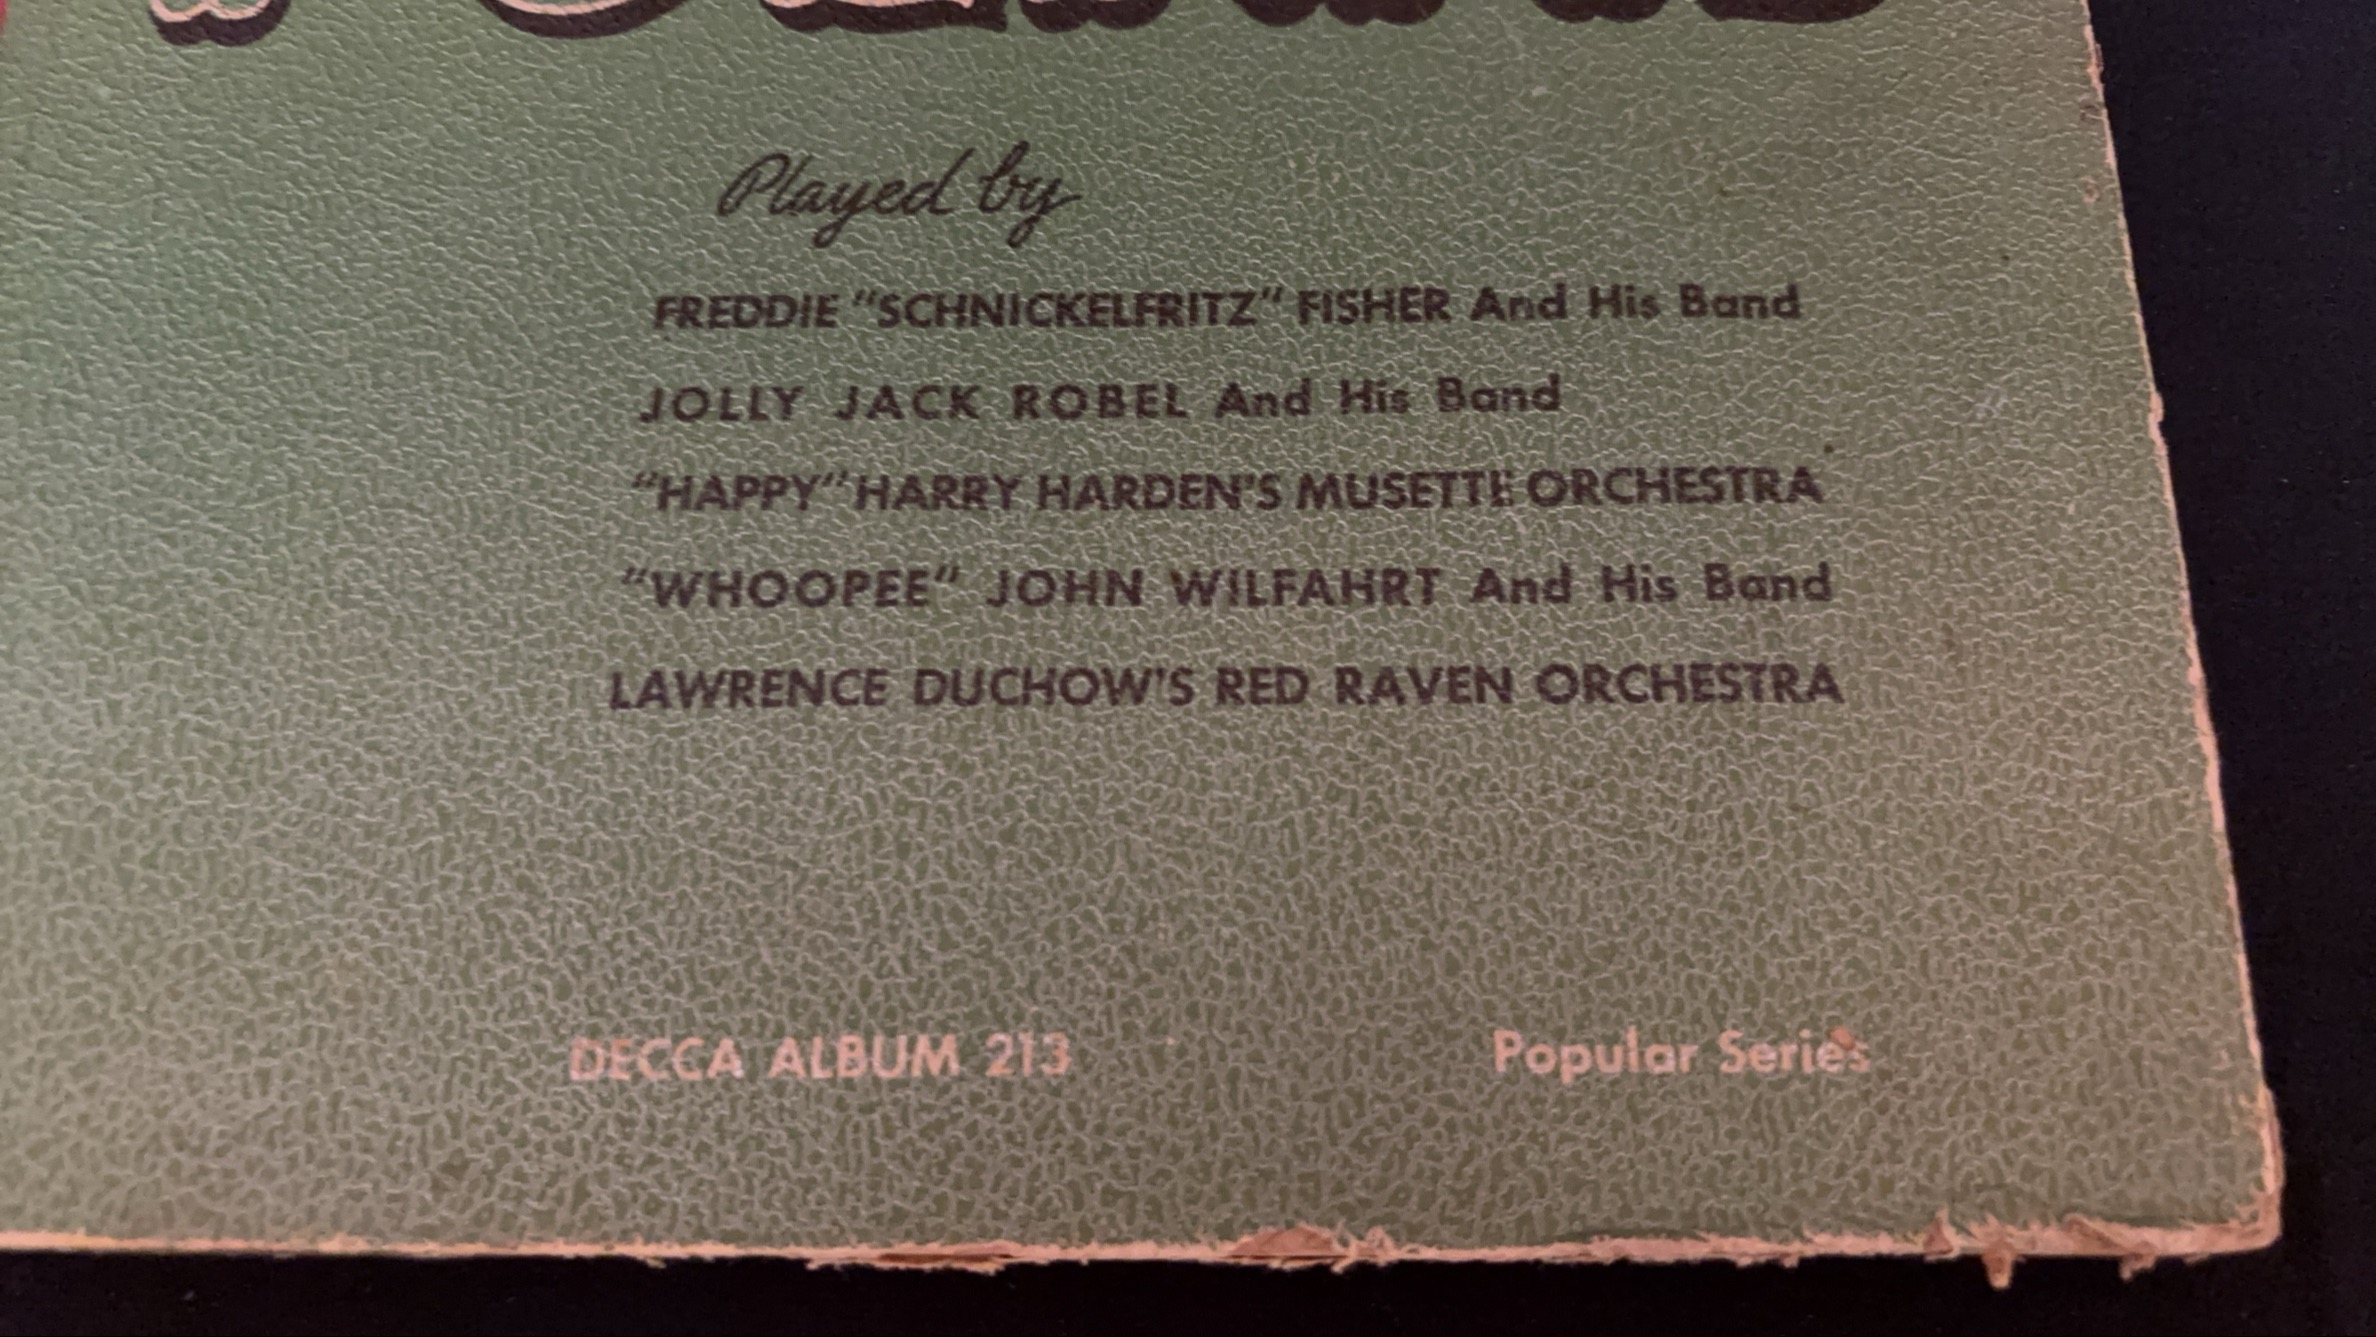 Played by
FREDDIE "SCHNICKELFRITZ" FISHER And His Band
JOLLY JACK ROBEL And His Band
"HAPPY" HARRY HARDEN'S MUSETTE ORCHESTRA
"WHOOPEE" JOHN WILFAHRT And His Band
LAWRENCE DUCHOW'S RED RAVEN ORCHESTRA
DECCA ALBUM 213 Popular Series